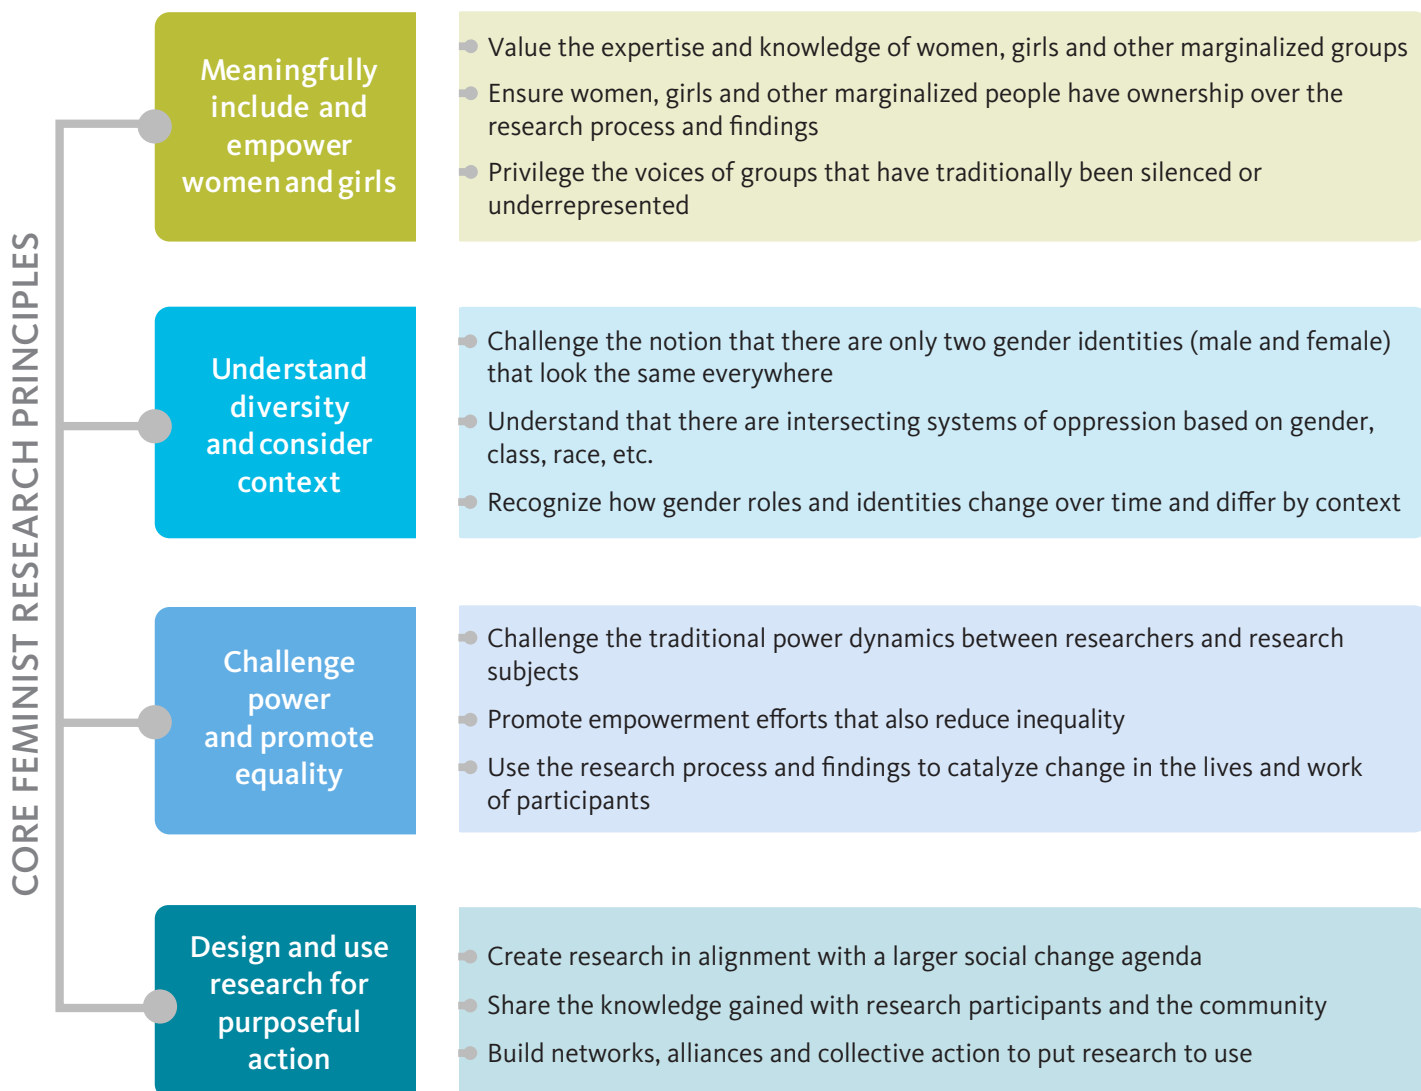 CORE FEMINIST RESEARCH PRINCIPLES
Meaningfully
include and
empower
women and girls
Value the expertise and knowledge of women, girls and other marginalized groups
Ensure women, girls and other marginalized people have ownership over the
research process and findings
Privilege the voices of groups that have traditionally been silenced or
underrepresented
Understand
diversity
and consider
context
Challenge the notion that there are only two gender identities (male and female)
that look the same everywhere
Understand that there are intersecting systems of oppression based on gender,
class, race, etc.
Recognize how gender roles and identities change over time and differ by context
Challenge
power
and promote
equality
Challenge the traditional power dynamics between researchers and research
subjects
Promote empowerment efforts that also reduce inequality
Use the research process and findings to catalyze change in the lives and work
of participants
Design and use
research for
purposeful
action
Create research in alignment with a larger social change agenda
Share the knowledge gained with research participants and the community
Build networks, alliances and collective action to put research to use